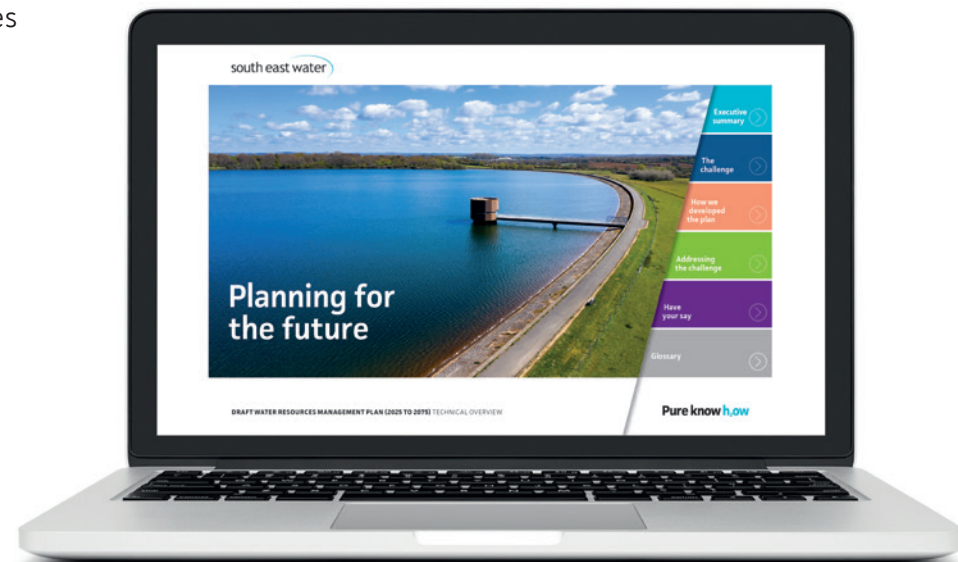 es
south east water
Executive
summary
The
challenge
How we
developed
the plan
Addressing
the challenge
Have
your say
Glossary
Planning for
the future
DRAFT WATER RESOURCES MANAGEMENT PLAN (2025 TO 2075) TECHNICAL OVERVIEW
Pure know h₂ow